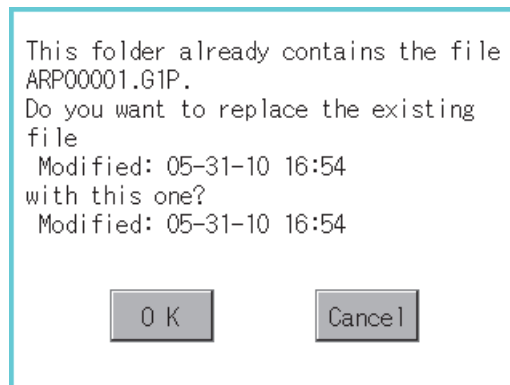 This folder already contains the file
ARP00001.G1P.
Do you want to replace the existing
file
Modified: 05-31-10 16:54
with this one?
Modified: 05-31-10 16:54
OK Cancel